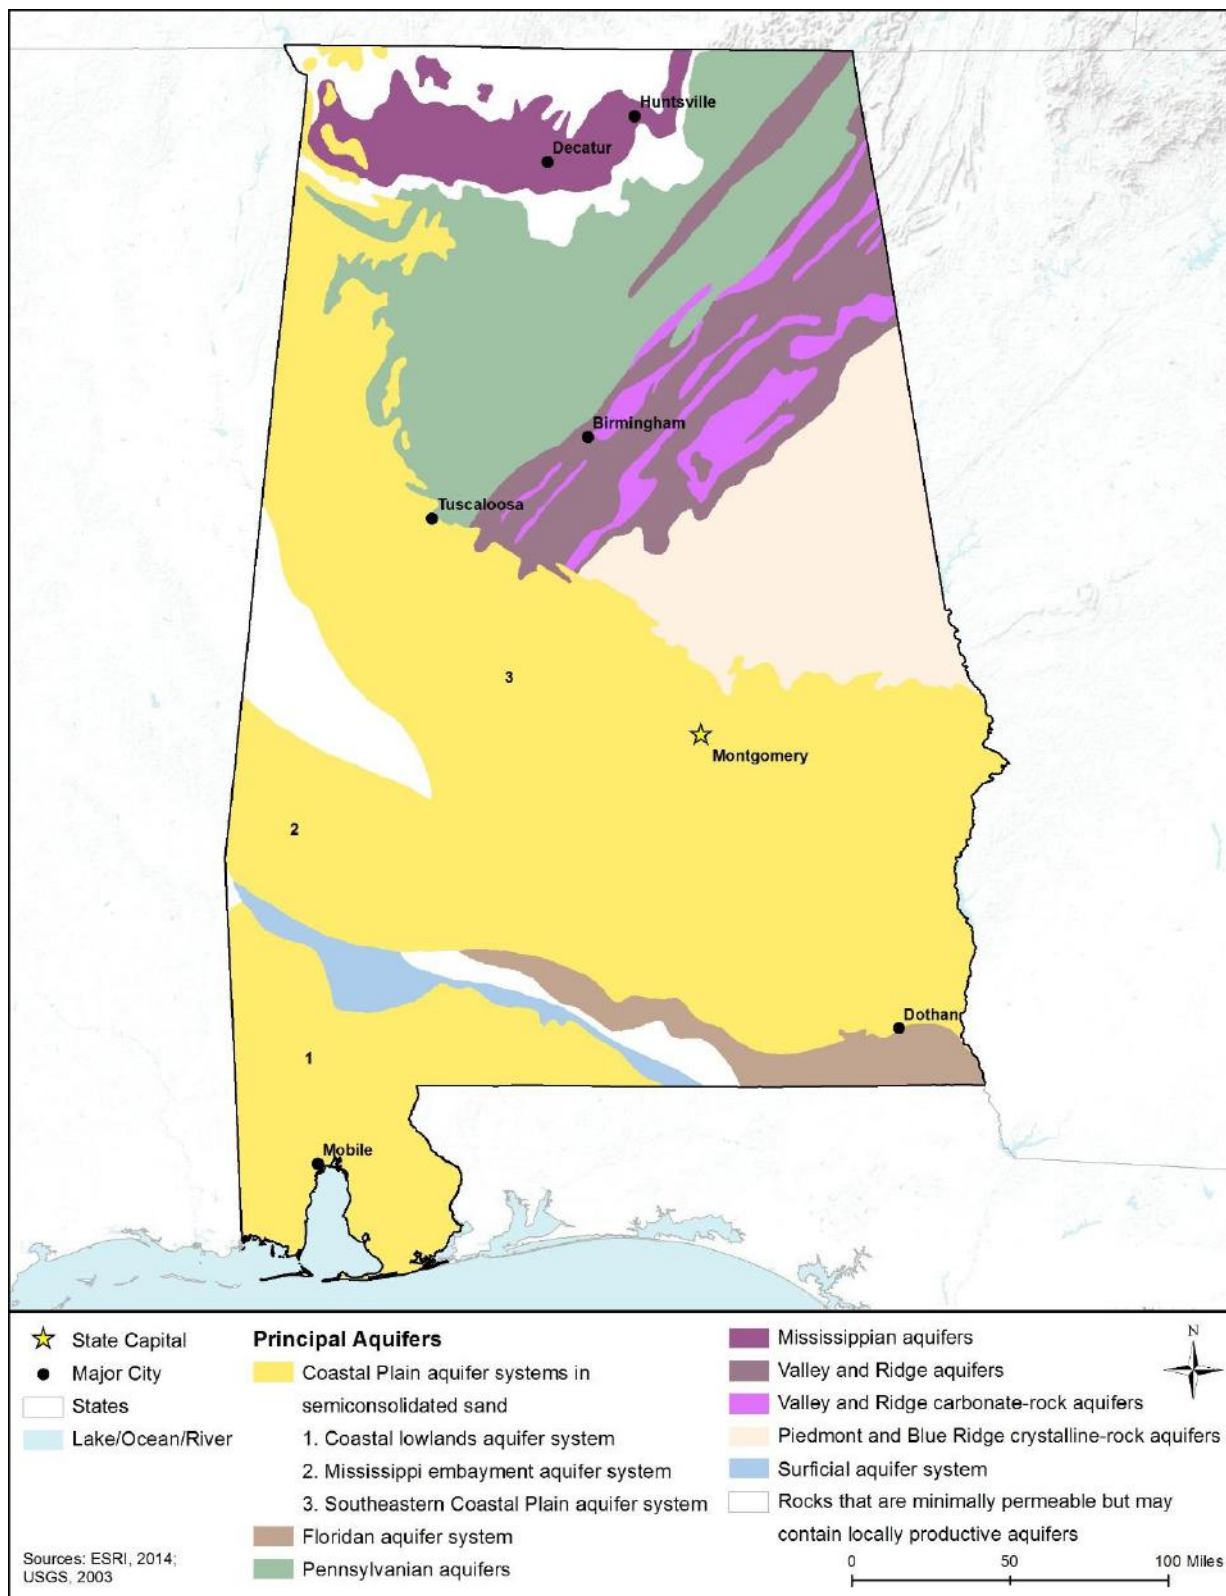 Huntsville
Decatur
Birmingham
Tuscaloosa
3
Montgomery
2
Dothan
1
Mobile
State Capital
Major City
States
Lake/Ocean/River
Sources: ESRI, 2014;
USGS, 2003
Principal Aquifers
Coastal Plain aquifer systems in
semiconsolidated sand
1. Coastal lowlands aquifer system
2. Mississippi embayment aquifer system
3. Southeastern Coastal Plain aquifer system
Floridan aquifer system
Pennsylvanian aquifers
Mississippian aquifers
Valley and Ridge aquifers
Valley and Ridge carbonate-rock aquifers
Piedmont and Blue Ridge crystalline-rock aquifers
Surficial aquifer system
Rocks that are minimally permeable but may
contain locally productive aquifers
N
0 50 100 Miles